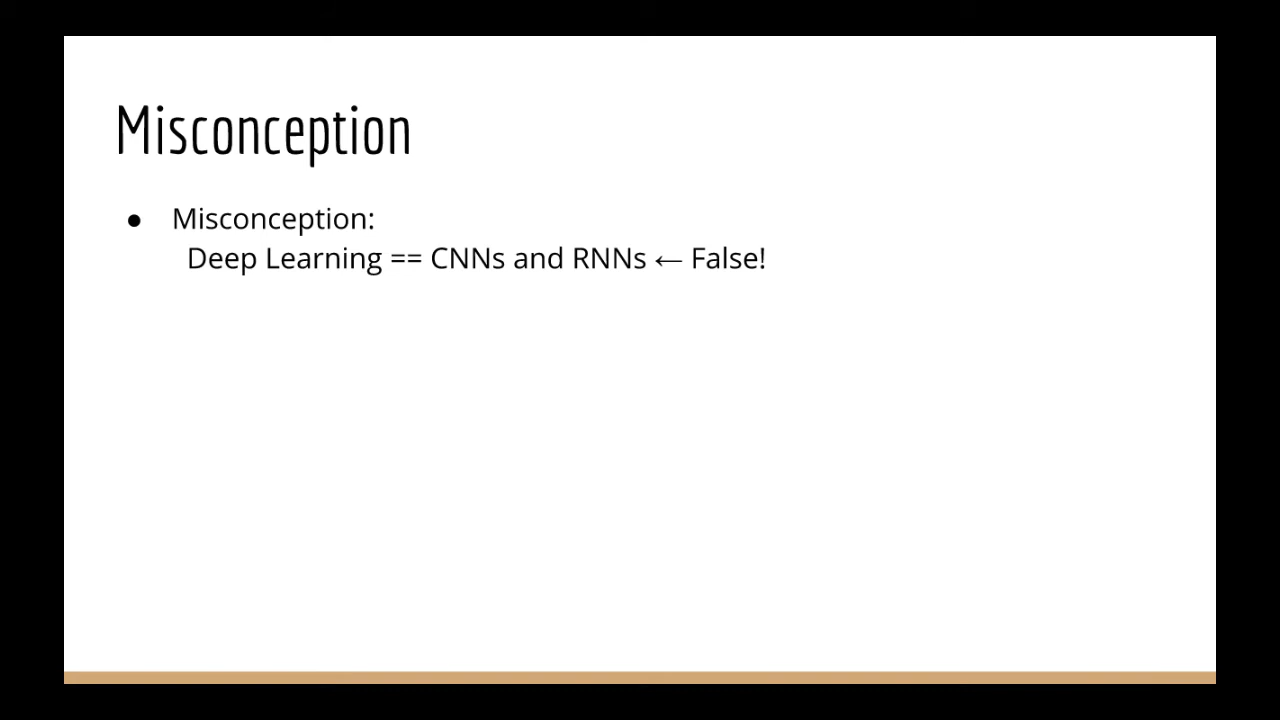 Misconception
● Misconception:
Deep Learning == CNNs and RNNs ← False!